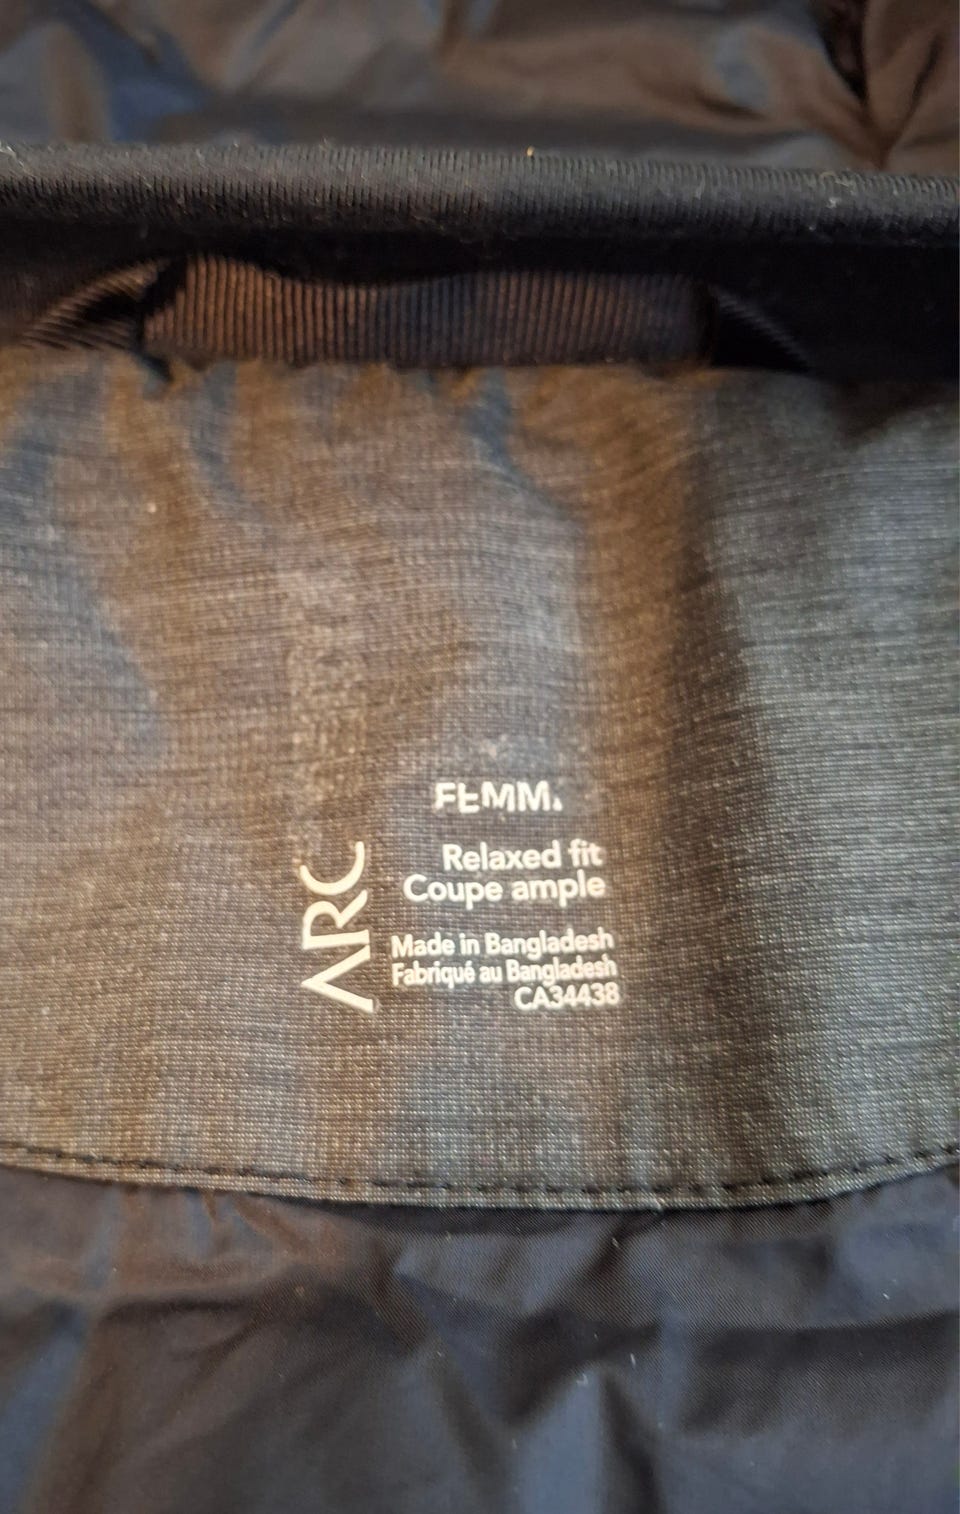 ARC
FEMM
Relaxed fit
Coupe ample
Made in Bangladesh
Fabriqué au Bangladesh
CA34438